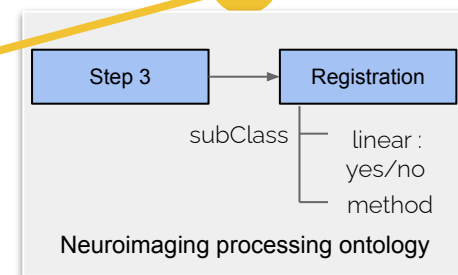 Step 3
Registration
subClass
linear :
yes/no
method
Neuroimaging processing ontology